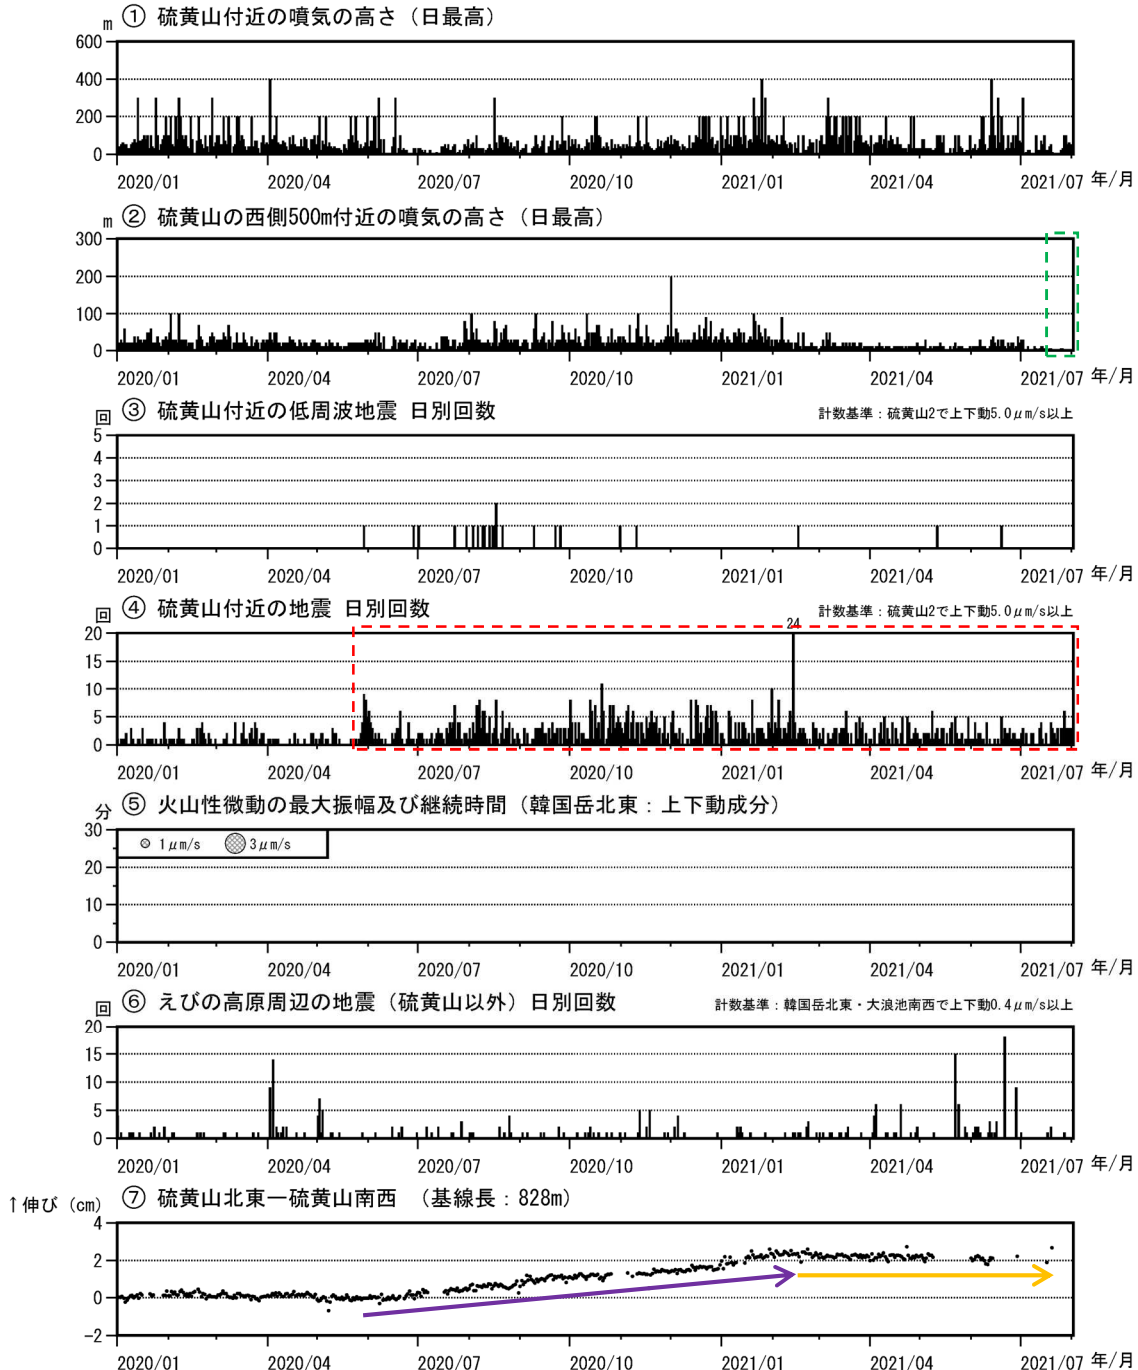 m ① 硫黄山付近の噴気の高さ（日最高）
600
400
200
0
2020/01 2020/04 2020/07 2020/10 2021/01 2021/04 2021/07 年/月
m ② 硫黄山の西側500m付近の噴気の高さ（日最高）
300
200
100
0
2020/01 2020/04 2020/07 2020/10 2021/01 2021/04 2021/07 年/月
回 ③ 硫黄山付近の低周波地震 日別回数 計数基準：硫黄山2で上下動5.0μm/s以上
5
4
3
2
1
0
2020/01 2020/04 2020/07 2020/10 2021/01 2021/04 2021/07 年/月
回 ④ 硫黄山付近の地震 日別回数 計数基準：硫黄山2で上下動5.0μm/s以上
24
20
15
10
5
0
2020/01 2020/04 2020/07 2020/10 2021/01 2021/04 2021/07 年/月
分 ⑤ 火山性微動の最大振幅及び継続時間（韓国岳北東：上下動成分）
30
1μm/s 3μm/s
20
10
0
2020/01 2020/04 2020/07 2020/10 2021/01 2021/04 2021/07 年/月
回 ⑥ えびの高原周辺の地震（硫黄山以外）日別回数 計数基準：韓国岳北東・大浪池南西で上下動0.4μm/s以上
20
15
10
5
0
2020/01 2020/04 2020/07 2020/10 2021/01 2021/04 2021/07 年/月
↑伸び（cm） ⑦ 硫黄山北東－硫黄山南西 （基線長：828m）
4
2
0
-2
2020/01 2020/04 2020/07 2020/10 2021/01 2021/04 2021/07 年/月